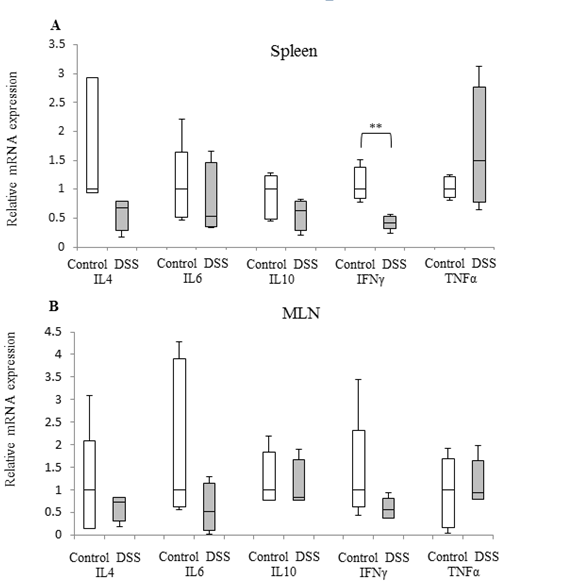 A
Spleen
Relative mRNA expression
3.5
3
2.5
2
1.5
1
0.5
0
**
Control DSS Control DSS Control DSS Control DSS Control DSS
IL4 IL6 IL10 IFNγ TNFα
B
MLN
Relative mRNA expression
4.5
4
3.5
3
2.5
2
1.5
1
0.5
0
Control DSS Control DSS Control DSS Control DSS Control DSS
IL4 IL6 IL10 IFNγ TNFα